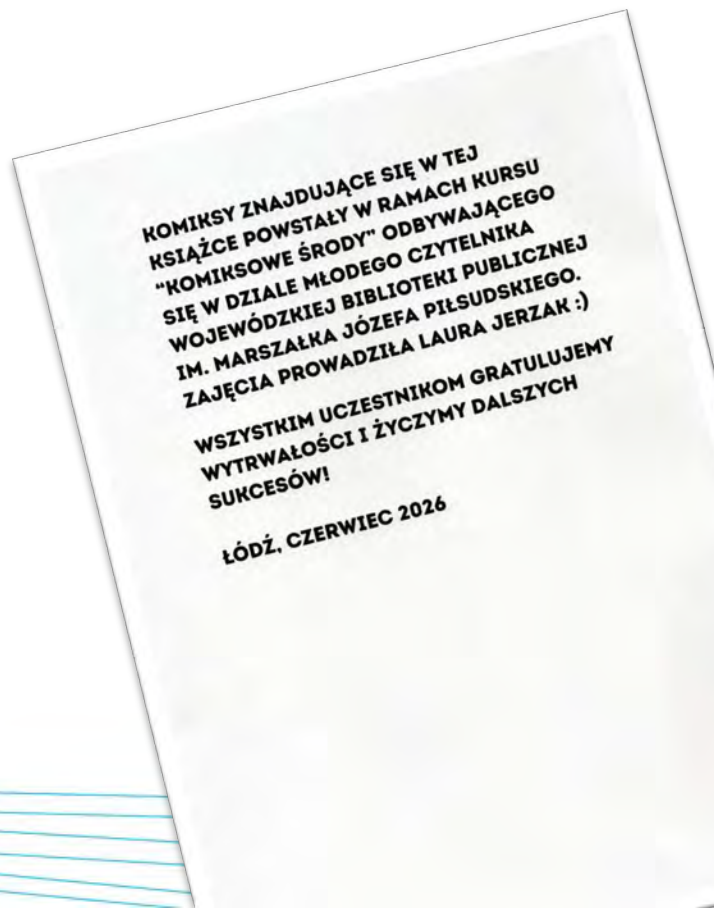 KOMIKSY ZNAJDUJĄCE SIĘ W TEJ
KSIĄŻCE POWSTAŁY W RAMACH KURSU
"KOMIKSOWE ŚRODY" ODBYWAJĄCEGO
SIĘ W DZIALE MŁODEGO CZYTELNIKA
WOJEWÓDZKIEJ BIBLIOTEKI PUBLICZNEJ
IM. MARSZAŁKA JÓZEFA PIŁSUDSKIEGO.
ZAJĘCIA PROWADZIŁA LAURA JERZAK :)
WSZYSTKIM UCZESTNIKOM GRATULUJEMY
WYTRWAŁOŚCI I ŻYCZYMY DALSZYCH
SUKCESÓW!
ŁÓDŹ, CZERWIEC 2026